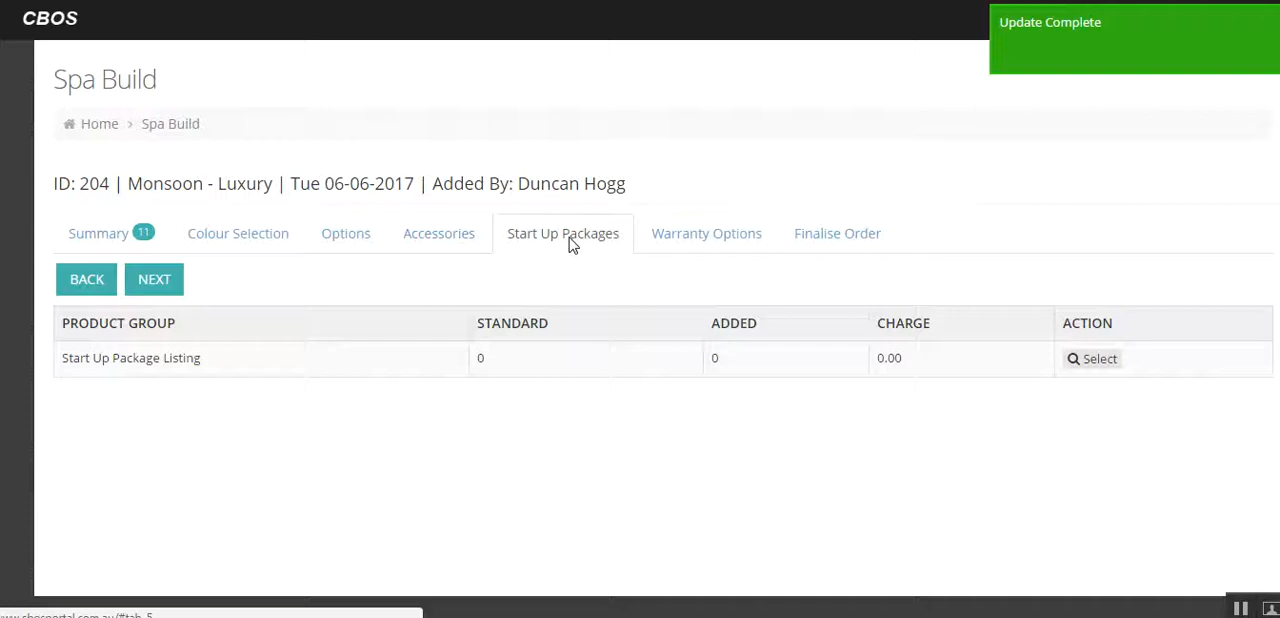 CBOS
Update Complete
Spa Build
Home > Spa Build
ID: 204 | Monsoon - Luxury | Tue 06-06-2017 | Added By: Duncan Hogg
Summary 11 Colour Selection Options Accessories Start Up Packages Warranty Options Finalise Order
BACK NEXT
PRODUCT GROUP STANDARD ADDED CHARGE ACTION
Start Up Package Listing 0 0 0.00 Select